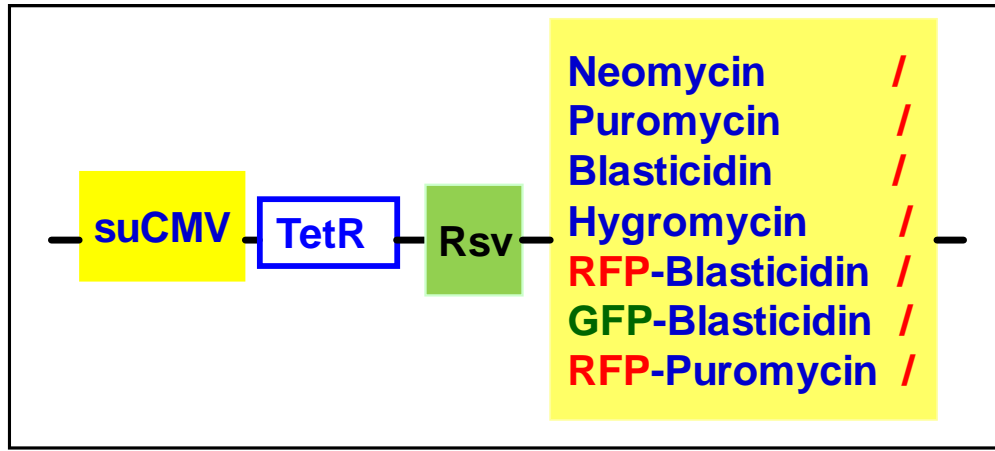 suCMV
TetR
Rsv
Neomycin /
Puromycin /
Blasticidin /
Hygromycin /
RFP-Blasticidin /
GFP-Blasticidin /
RFP-Puromycin /